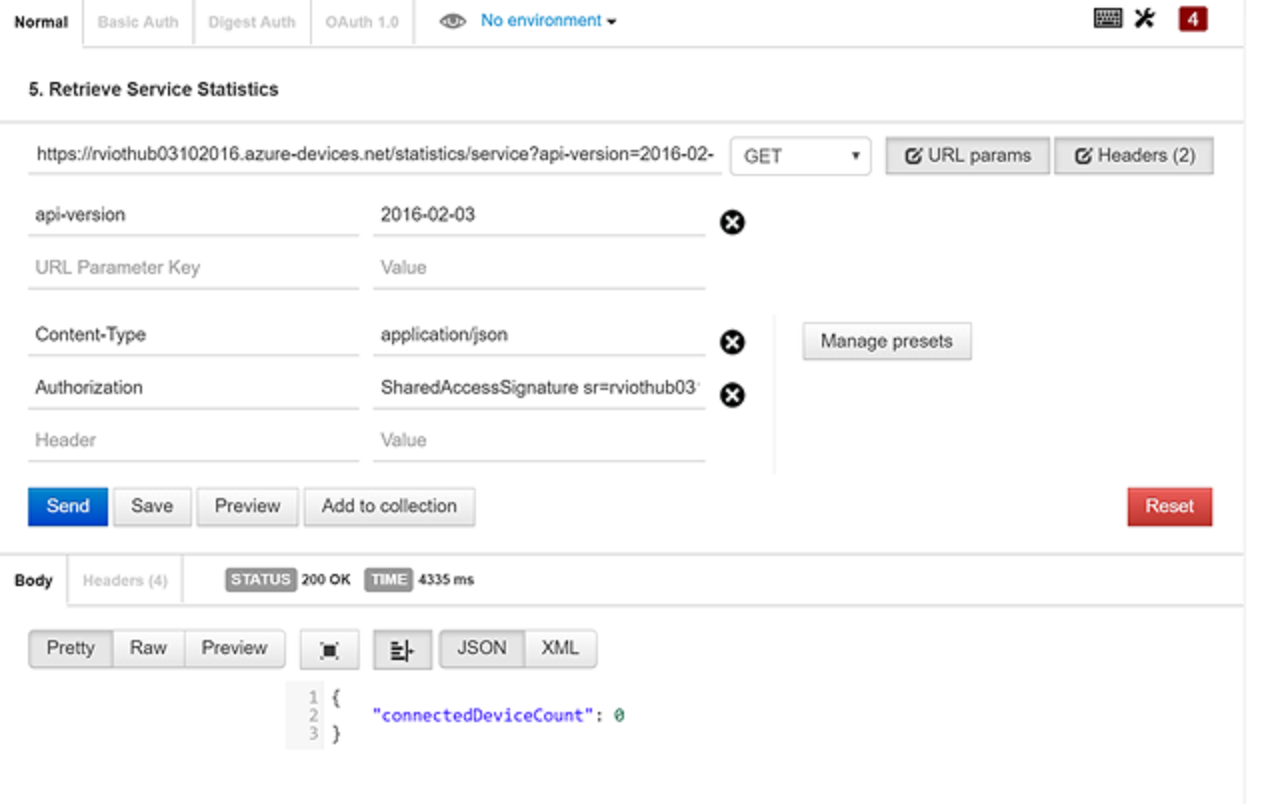 Normal Basic Auth Digest Auth OAuth 1.0 No environment 4
5. Retrieve Service Statistics
https://rviothub03102016.azure-devices.net/statistics/service?api-version=2016-02- GET URL params Headers (2)
api-version 2016-02-03
URL Parameter Key Value
Content-Type application/json Manage presets
Authorization SharedAccessSignature sr=rviothub03
Header Value
Send Save Preview Add to collection Reset
Body Headers (4) STATUS 200 OK TIME 4335 ms
Pretty Raw Preview JSON XML
1 {
2 "connectedDeviceCount": 0
3 }